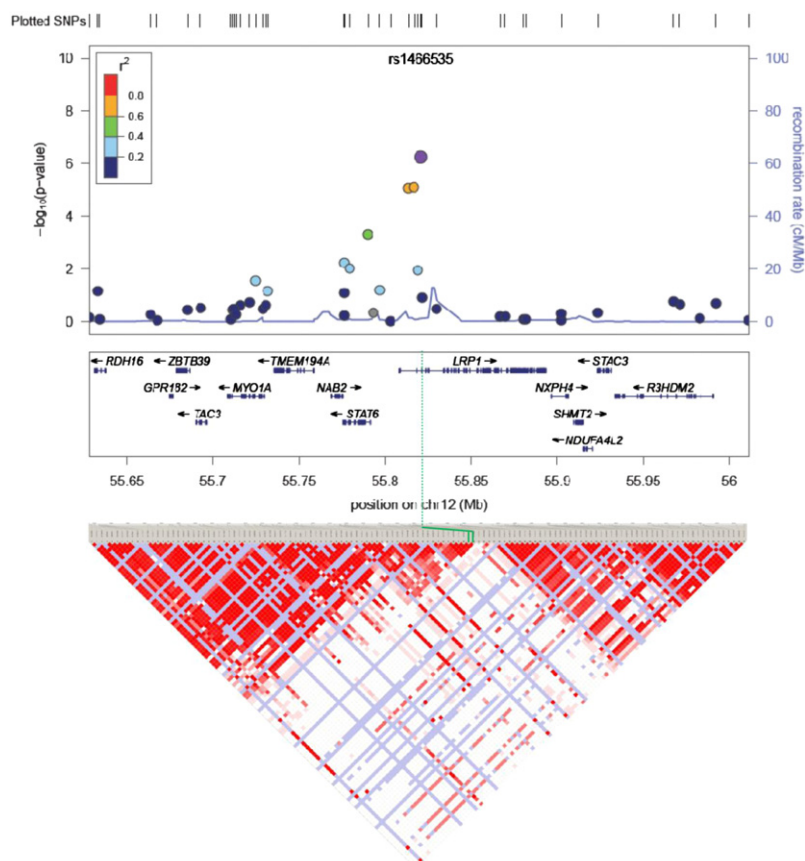 Plotted SNPs
rs1466535
r²
0.0
0.6
0.4
0.2
10
8
6
4
2
0
−log₁₀(p-value)
100
80
60
40
20
0
recombination rate (cM/Mb)
RDH16 ZBTB39 TMEM194A LRP1 STAC3
GPR182 MYO1A NAB2 NXPH4 R3HDM2
TAC3 STAT6 SHMT2
NDUFA4L2
55.65 55.7 55.75 55.8 55.85 55.9 55.95 56
position on chr12 (Mb)